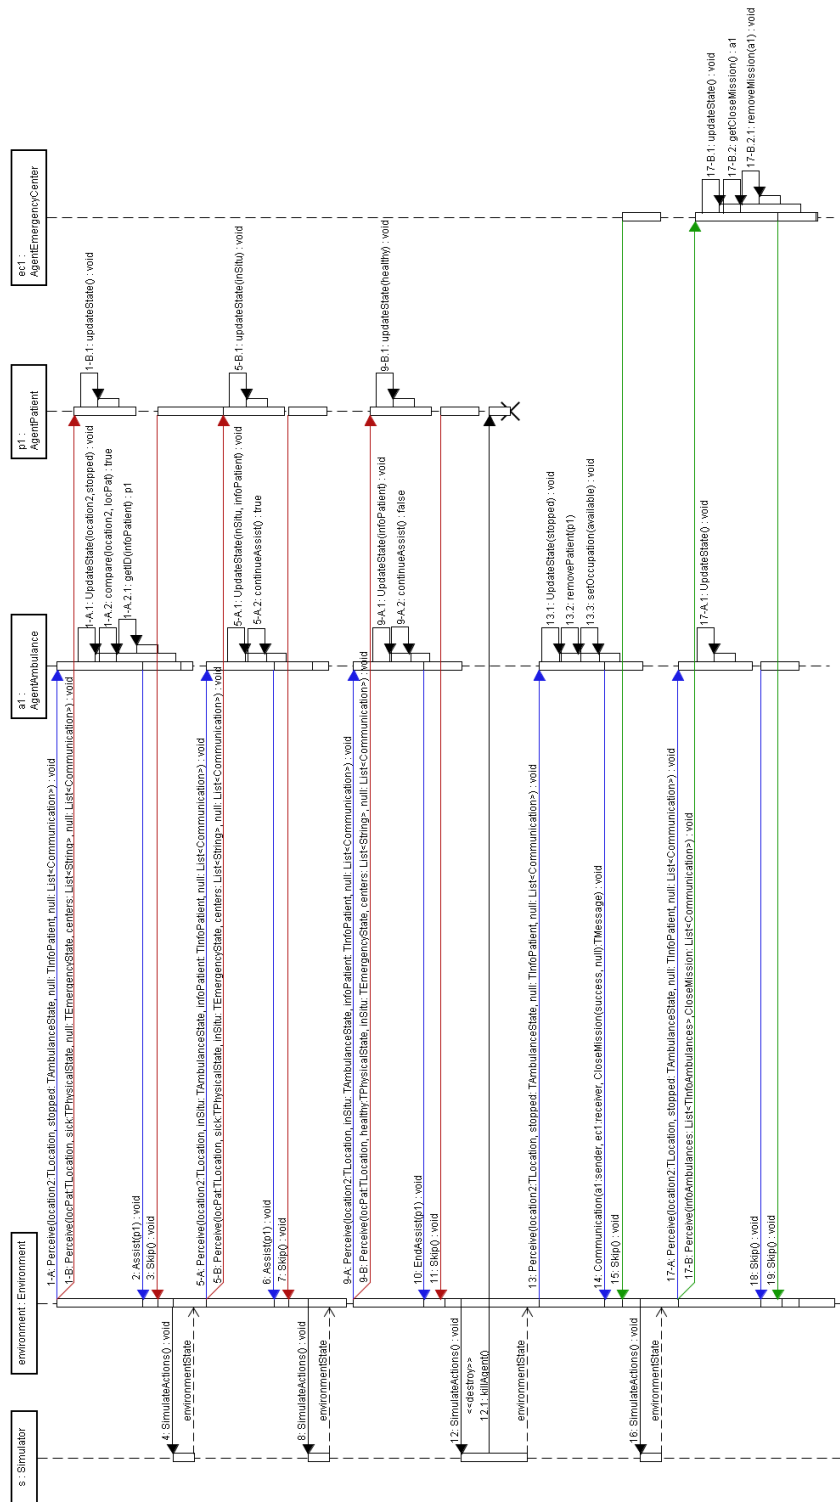 s : Simulator
environment : Environment
a1 :
AgentAmbulance
p1 :
AgentPatient
ec1 :
AgentEmergencyCenter
1-A: Perceive(location2:TLocation, stopped: TAmbulanceState, null: TInfoPatient, null: List<Communication>) : void
1-B: Perceive(locPat:TLocation, sick:TPhysicalState, null: TEmergencyState, centers: List<String>, null: List<Communication>) : void
1-A.1: UpdateState(location2,stopped) : void
1-A.2: compare(location2, locPat) : true
1-A.2.1: getID(infoPatient) : p1
1-B.1: updateState() : void
2: Assist(p1) : void
3: Skip() : void
4: SimulateActions() : void
environmentState
5-A: Perceive(location2:TLocation, inSitu: TAmbulanceState, infoPatient: TInfoPatient, null: List<Communication>) : void
5-B: Perceive(locPat:TLocation, sick:TPhysicalState, inSitu: TEmergencyState, centers: List<String>, null: List<Communication>) : void
5-A.1: UpdateState(inSitu, infoPatient) : void
5-A.2: continueAssist() : true
5-B.1: updateState(inSitu) : void
6: Assist(p1) : void
7: Skip() : void
8: SimulateActions() : void
environmentState
9-A: Perceive(location2:TLocation, inSitu: TAmbulanceState, infoPatient: TInfoPatient, null: List<Communication>) : void
9-B: Perceive(locPat:TLocation, healthy:TPhysicalState, inSitu: TEmergencyState, centers: List<String>, null: List<Communication>) : void
9-A.1: UpdateState(infoPatient) : void
9-A.2: continueAssist() : false
9-B.1: updateState(healthy) : void
10: EndAssist(p1) : void
11: Skip() : void
12: SimulateActions() : void
<<destroy>>
12.1: killAgent()
environmentState
13: Perceive(location2:TLocation, stopped: TAmbulanceState, null: TInfoPatient, null: List<Communication>) : void
13.1: UpdateState(stopped) : void
13.2: removePatient(p1)
13.3: setOccupation(available) : void
14: Communication(a1:sender, ec1:receiver, CloseMission(success, null):TMessage) : void
15: Skip() : void
16: SimulateActions() : void
environmentState
17-A: Perceive(location2:TLocation, stopped: TAmbulanceState, null: TInfoPatient, null: List<Communication>) : void
17-B: Perceive(InfoAmbulances: List<TInfoAmbulances>,CloseMission: List<Communication>) : void
17-A.1: UpdateState() : void
17-B.1: updateState() : void
17-B.2: getCloseMission() : a1
17-B.2.1: removeMission(a1) : void
18: Skip() : void
19: Skip() : void